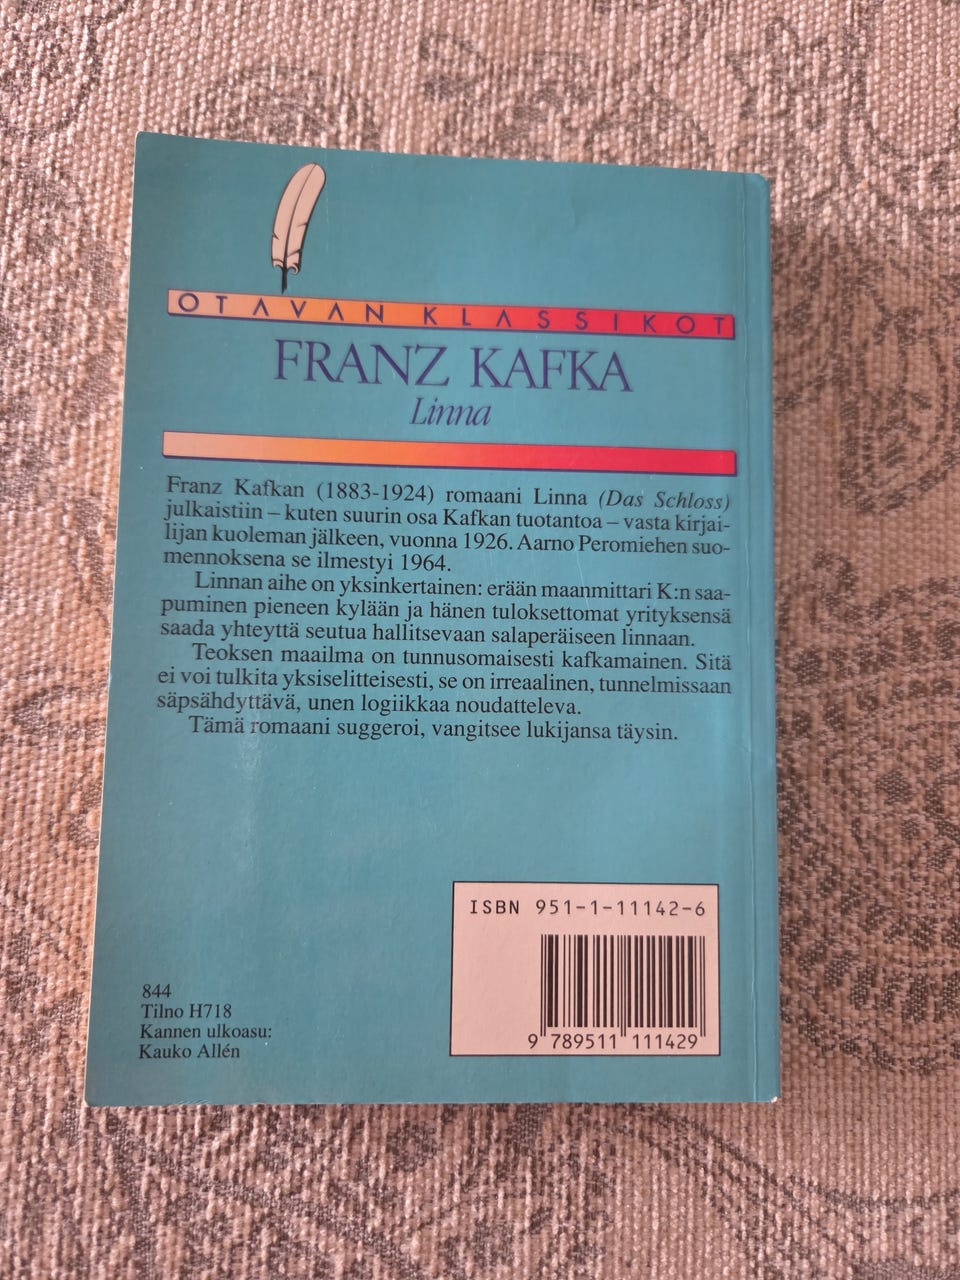 OTAVAN KLASSIKOT
FRANZ KAFKA
Linna
Franz Kafkan (1883-1924) romaani Linna (Das Schloss)
julkaistiin – kuten suurin osa Kafkan tuotantoa – vasta kirjai-
lijan kuoleman jälkeen, vuonna 1926. Aarno Peromiehen suo-
mennoksena se ilmestyi 1964.
Linnan aihe on yksinkertainen: erään maanmittari K:n saa-
puminen pieneen kylään ja hänen tuloksettomat yrityksensä
saada yhteyttä seutua hallitsevaan salaperäiseen linnaan.
Teoksen maailma on tunnusomaisesti kafkamainen. Sitä
ei voi tulkita yksiselitteisesti, se on irreaalinen, tunnelmissaan
säpsähdyttävä, unen logiikkaa noudatteleva.
Tämä romaani suggeroi, vangitsee lukijansa täysin.
ISBN 951-1-11142-6
9 789511 111429
844
Tilno H718
Kannen ulkoasu:
Kauko Allén